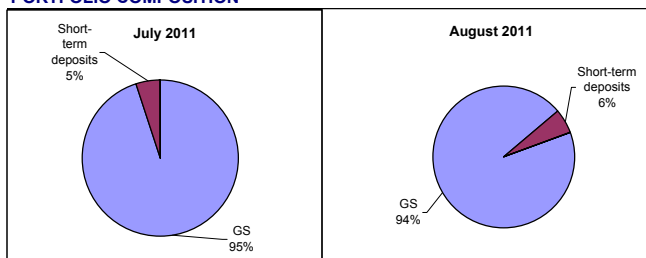 PORTFOLIO COMPOSITION
July 2011
Short-
term
deposits
5%
GS
95%
August 2011
Short-term
deposits
6%
GS
94%